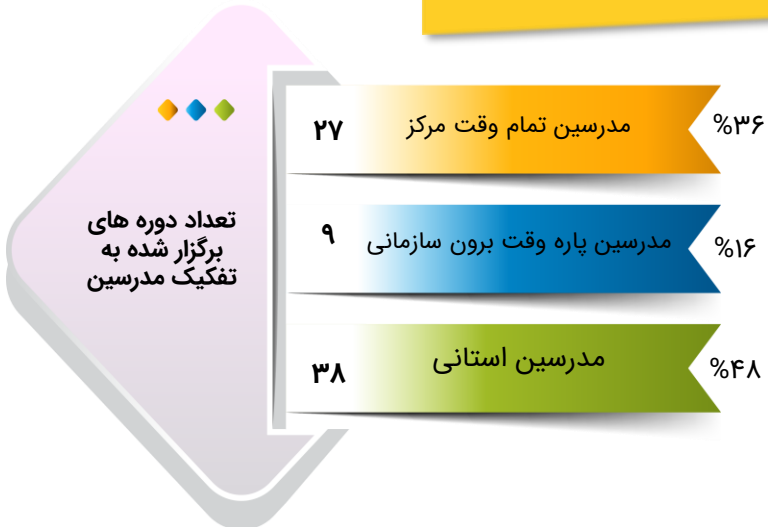 تعداد دوره های
برگزار شده به
تفکیک مدرسین
%۳۶ مدرسین تمام وقت مرکز ۲۷
%۱۶ مدرسین پاره وقت برون سازمانی ۹
%۴۸ مدرسین استانی ۳۸